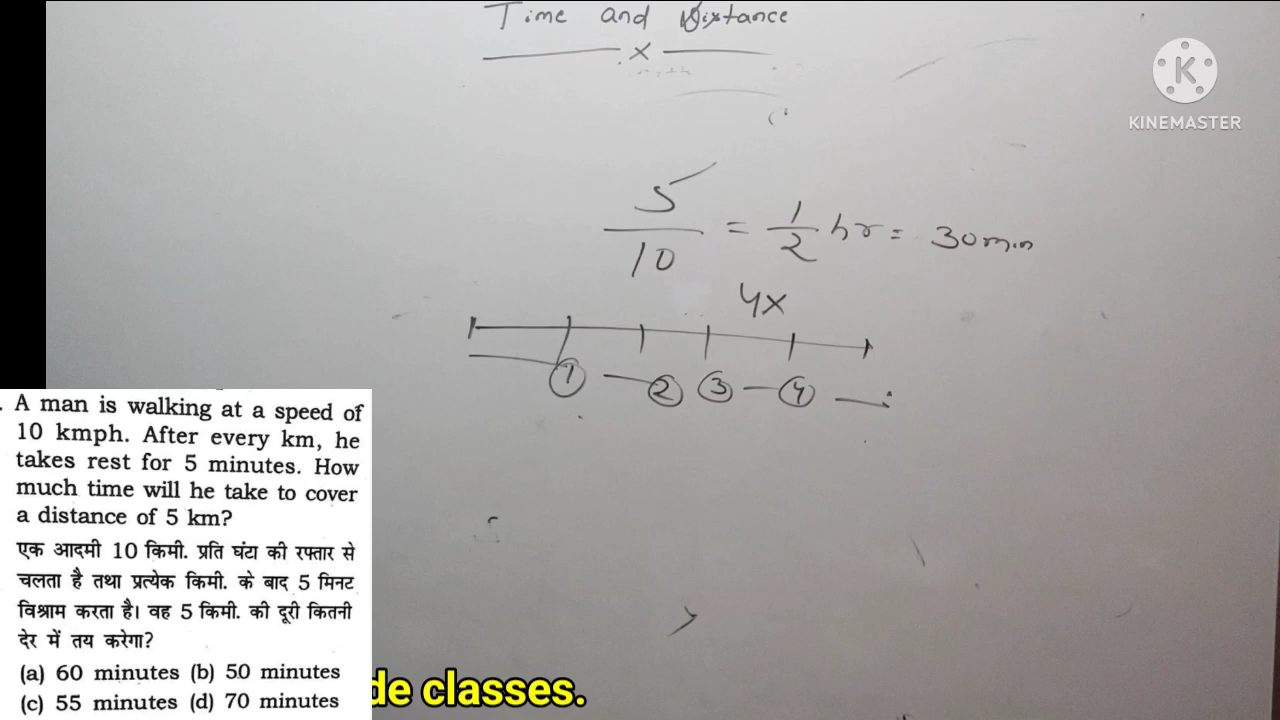 Time and Distance
x
KINEMASTER
5
10
= 1/2 hr = 30min
4x
1 2 3 4
. A man is walking at a speed of
10 kmph. After every km, he
takes rest for 5 minutes. How
much time will he take to cover
a distance of 5 km?
एक आदमी 10 किमी. प्रति घंटा की रफ्तार से
चलता है तथा प्रत्येक किमी. के बाद 5 मिनट
विश्राम करता है। वह 5 किमी. की दूरी कितनी
देर में तय करेगा?
(a) 60 minutes (b) 50 minutes
(c) 55 minutes (d) 70 minutes
de classes.